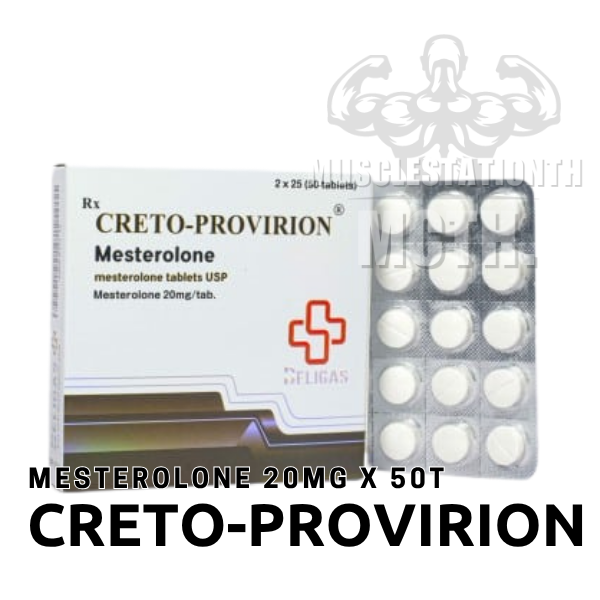 MUSCLESTATIONTH
MCTH.
2 x 25 (50 tablets)
Rx
CRETO-PROVIRION®
Mesterolone
mesterolone tablets USP
Mesterolone 20mg/tab.
BELIGAS
MESTEROLONE 20MG X 50T
CRETO-PROVIRION